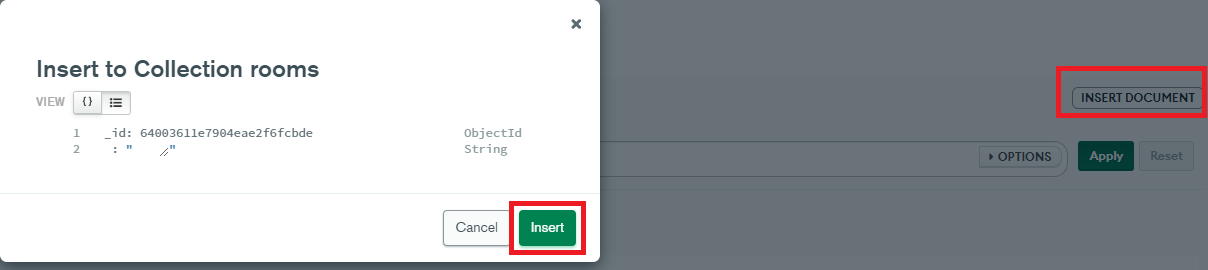 Insert to Collection rooms
VIEW {}
1 _id: 64003611e7904eae2f6fcbde ObjectId
2 : " " String
Cancel Insert
INSERT DOCUMENT
OPTIONS Apply Reset